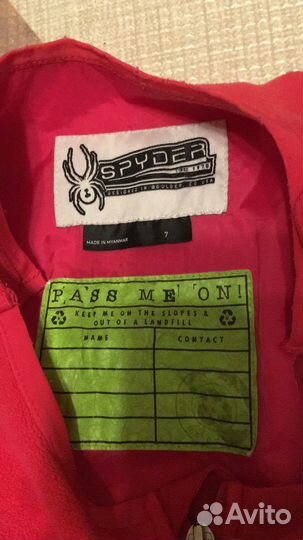 SPYDER
DESIGNED IN BOULDER, CO USA
MADE IN MYANMAR
7
PASS ME ON!
KEEP ME ON THE SLOPES &
OUT OF A LANDFILL
NAME CONTACT
Avito